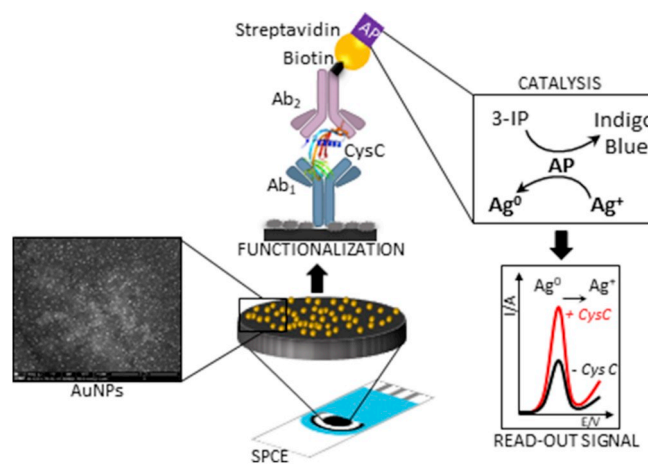 Streptavidin
AP
Biotin
Ab2
CysC
Ab1
FUNCTIONALIZATION
CATALYSIS
3-IP
Indigo
Blue
AP
Ag⁰
Ag⁺
AuNPs
SPCE
I/A
Ag⁰ → Ag⁺
+ CysC
- Cys C
E/V
READ-OUT SIGNAL